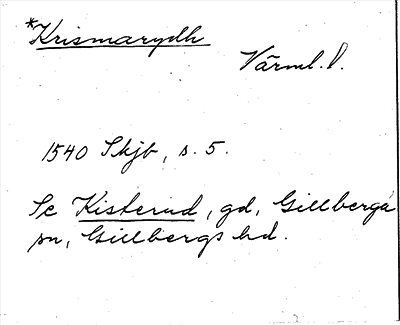 *Krismarydh
Värml. l.
1540 Skjb, s. 5.
Se Kisterud, gd, Gillberga
sn, Gillbergs hd.